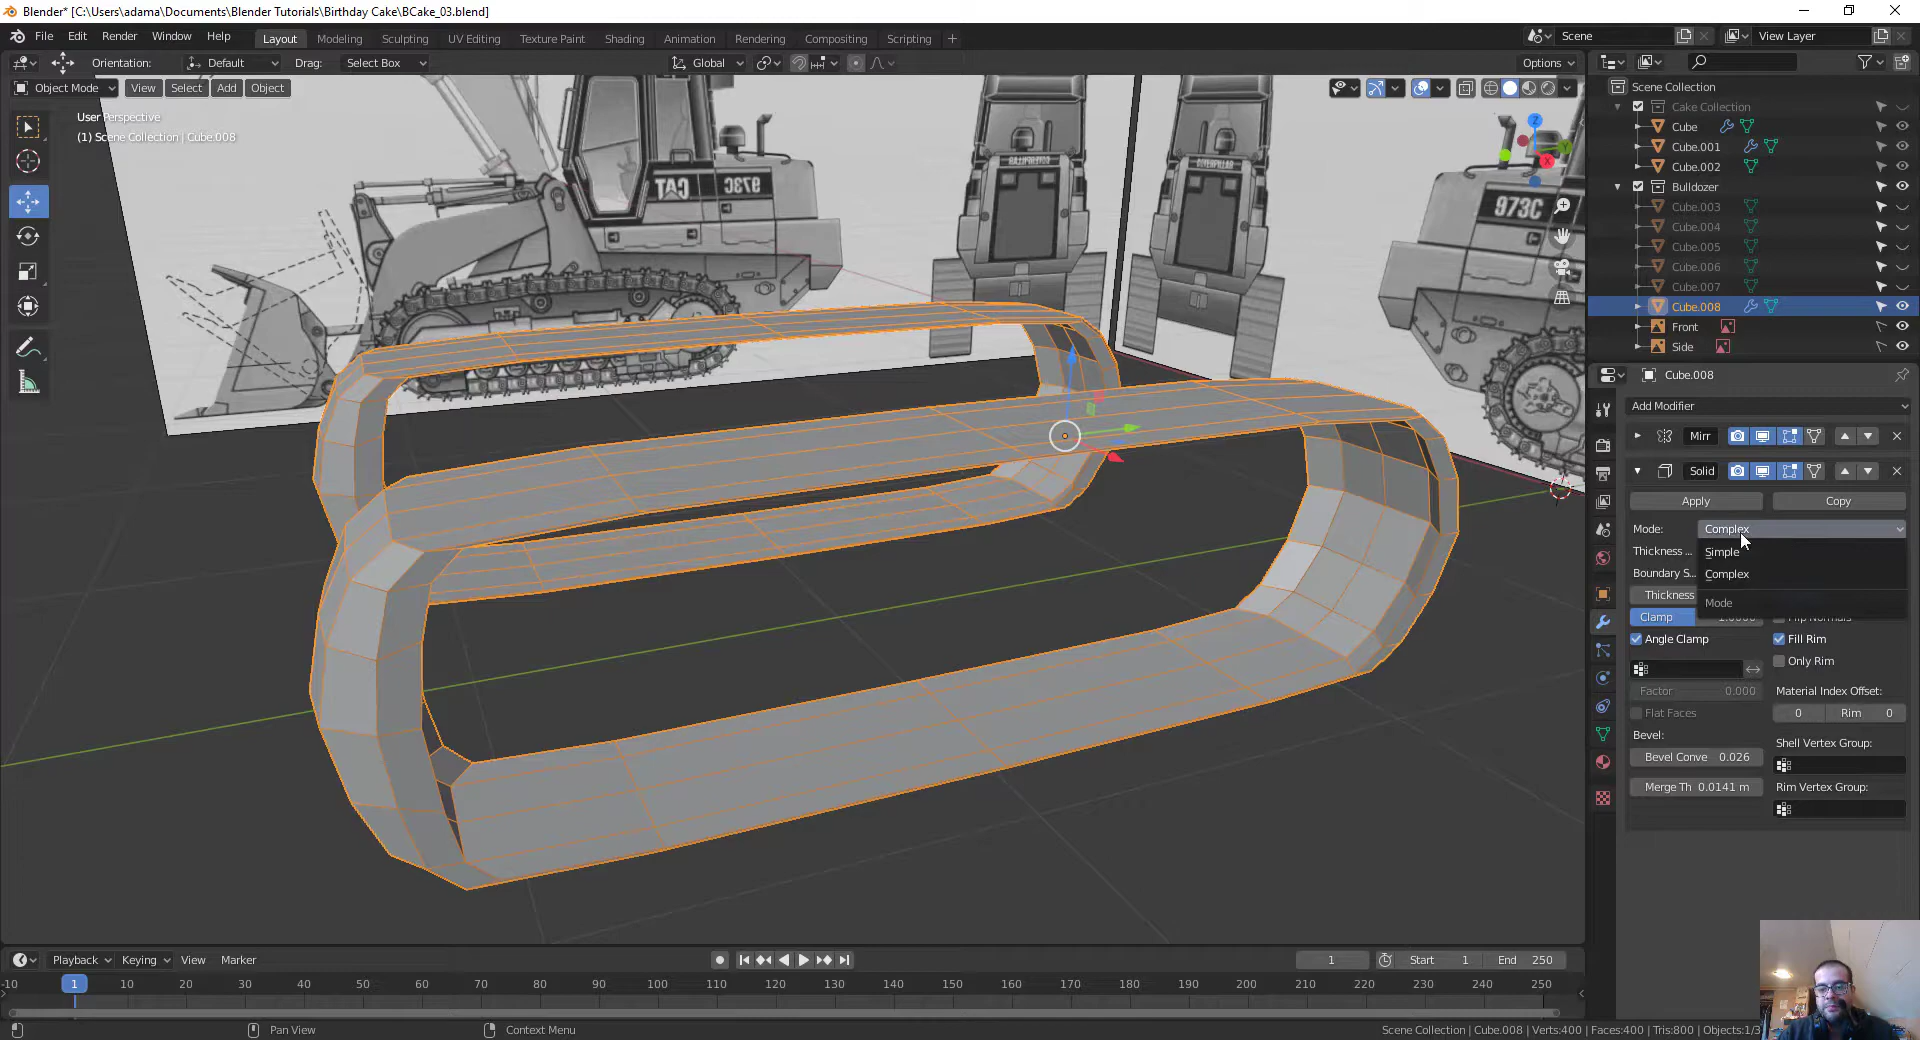 Blender* [C:\Users\adama\Documents\Blender Tutorials\Birthday Cake\BCake_03.blend]
File Edit Render Window Help Layout Modeling Sculpting UV Editing Texture Paint Shading Animation Rendering Compositing Scripting Scene View Layer
Orientation: Default Drag: Select Box Global Options
Object Mode View Select Add Object
User Perspective
(1) Scene Collection | Cube.008
Scene Collection
Cake Collection
Cube
Cube.001
Cube.002
Bulldozer
Cube.003
Cube.004
Cube.005
Cube.006
Cube.007
Cube.008
Front
Side
CAT 973C
973C
Z
Y
X
Cube.008
Add Modifier
Mirr
Solid
Apply Copy
Mode: Complex
Simple
Complex
Mode
Thickness ...
Boundary S...
Thickness
Clamp
Angle Clamp Fill Rim
Only Rim
Factor 0.000 Material Index Offset:
Flat Faces 0 Rim 0
Bevel: Shell Vertex Group:
Bevel Conve 0.026
Merge Th 0.0141 m Rim Vertex Group:
Playback Keying View Marker 1 Start 1 End 250
-10 1 10 20 30 40 50 60 70 80 90 100 110 120 130 140 150 160 170 180 190 200 210 220 230 240 250
Pan View Context Menu Scene Collection | Cube.008 | Verts:400 | Faces:400 | Tris:800 | Objects:1/3